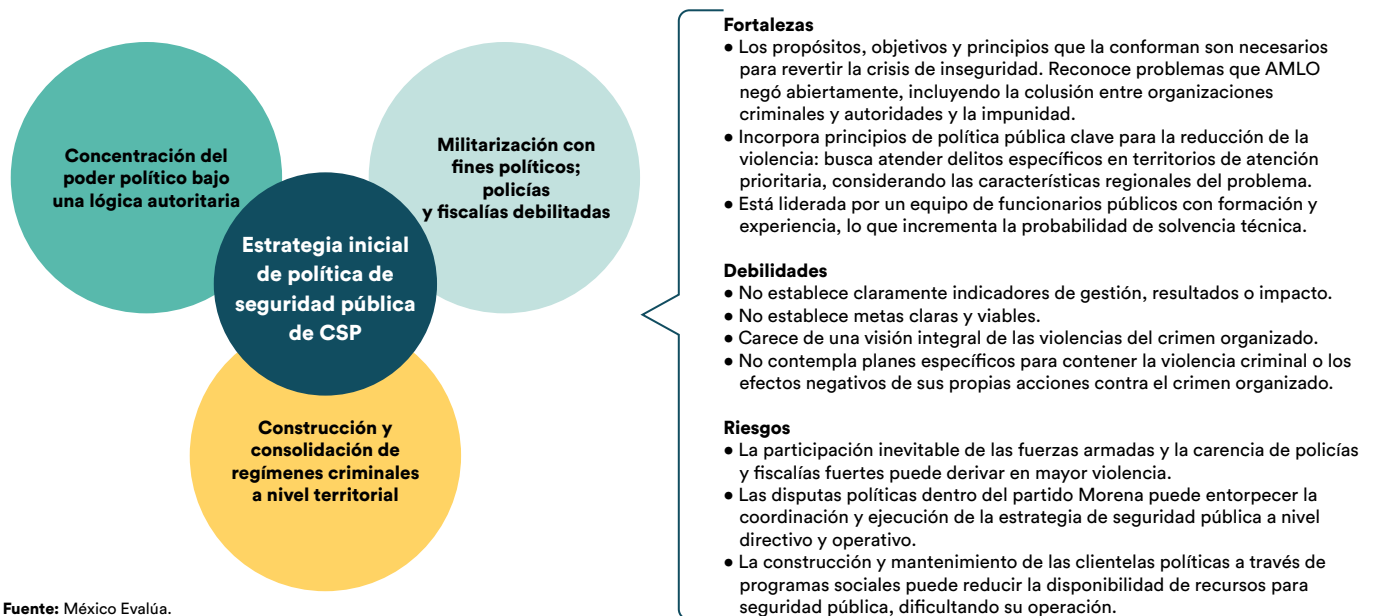 Concentración del
poder político bajo
una lógica autoritaria
Militarización con
fines políticos;
policías
y fiscalías debilitadas
Estrategia inicial
de política de
seguridad pública
de CSP
Construcción y
consolidación de
regímenes criminales
a nivel territorial
Fuente: México Evalúa.
Fortalezas
• Los propósitos, objetivos y principios que la conforman son necesarios
para revertir la crisis de inseguridad. Reconoce problemas que AMLO
negó abiertamente, incluyendo la colusión entre organizaciones
criminales y autoridades y la impunidad.
• Incorpora principios de política pública clave para la reducción de la
violencia: busca atender delitos específicos en territorios de atención
prioritaria, considerando las características regionales del problema.
• Está liderada por un equipo de funcionarios públicos con formación y
experiencia, lo que incrementa la probabilidad de solvencia técnica.
Debilidades
• No establece claramente indicadores de gestión, resultados o impacto.
• No establece metas claras y viables.
• Carece de una visión integral de las violencias del crimen organizado.
• No contempla planes específicos para contener la violencia criminal o los
efectos negativos de sus propias acciones contra el crimen organizado.
Riesgos
• La participación inevitable de las fuerzas armadas y la carencia de policías
y fiscalías fuertes puede derivar en mayor violencia.
• Las disputas políticas dentro del partido Morena puede entorpecer la
coordinación y ejecución de la estrategia de seguridad pública a nivel
directivo y operativo.
• La construcción y mantenimiento de las clientelas políticas a través de
programas sociales puede reducir la disponibilidad de recursos para
seguridad pública, dificultando su operación.